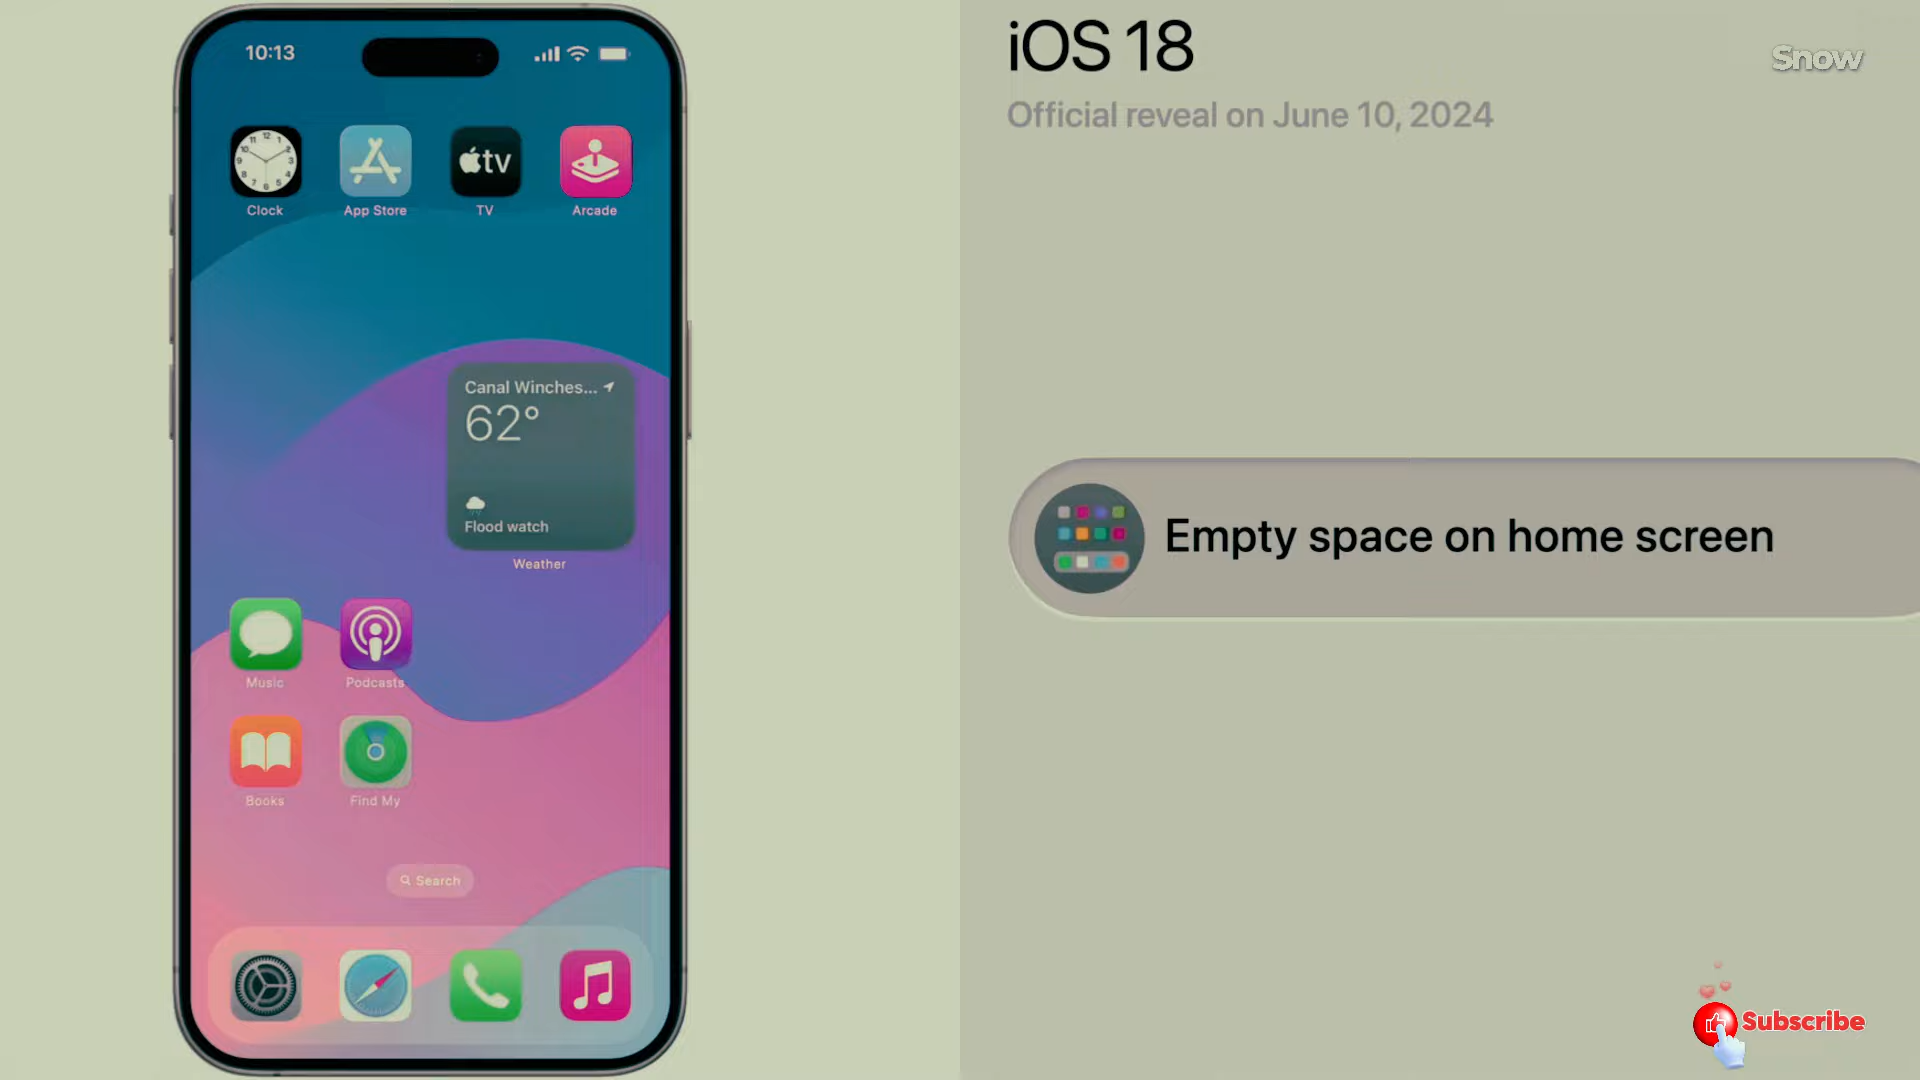 10:13
Clock
App Store
tv
TV
Arcade
Canal Winches...
62°
Flood watch
Weather
Music
Podcasts
Books
Find My
Search
iOS 18
Official reveal on June 10, 2024
Snow
Empty space on home screen
Subscribe